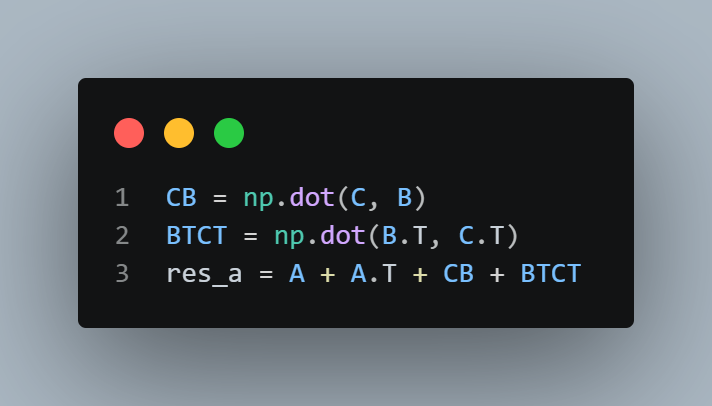 1 CB = np.dot(C, B)
2 BTCT = np.dot(B.T, C.T)
3 res_a = A + A.T + CB + BTCT